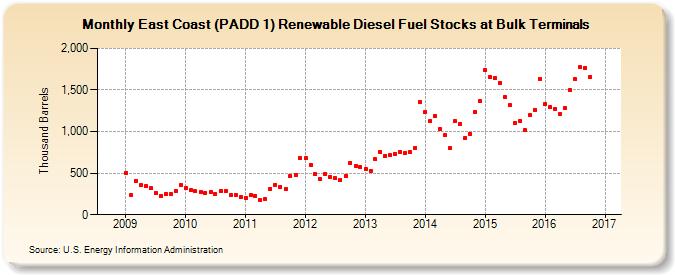 Monthly East Coast (PADD 1) Renewable Diesel Fuel Stocks at Bulk Terminals
Thousand Barrels
2,000
1,500
1,000
500
0
2009 2010 2011 2012 2013 2014 2015 2016 2017
Source: U.S. Energy Information Administration